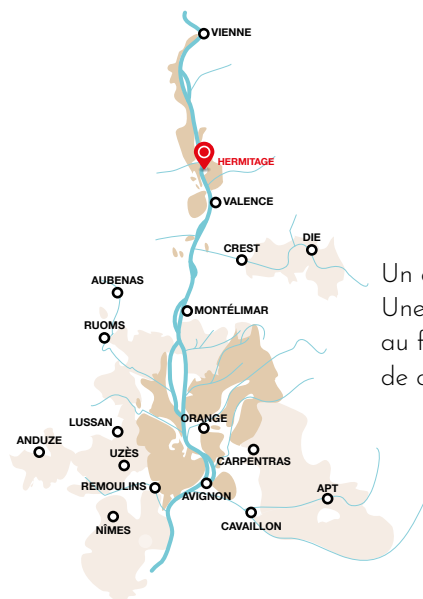 VIENNE
HERMITAGE
VALENCE
DIE
CREST
AUBENAS
MONTÉLIMAR
RUOMS
ORANGE
LUSSAN
ANDUZE
UZÈS
CARPENTRAS
REMOULINS
AVIGNON
APT
CAVAILLON
NÎMES
Un
Une
au
de